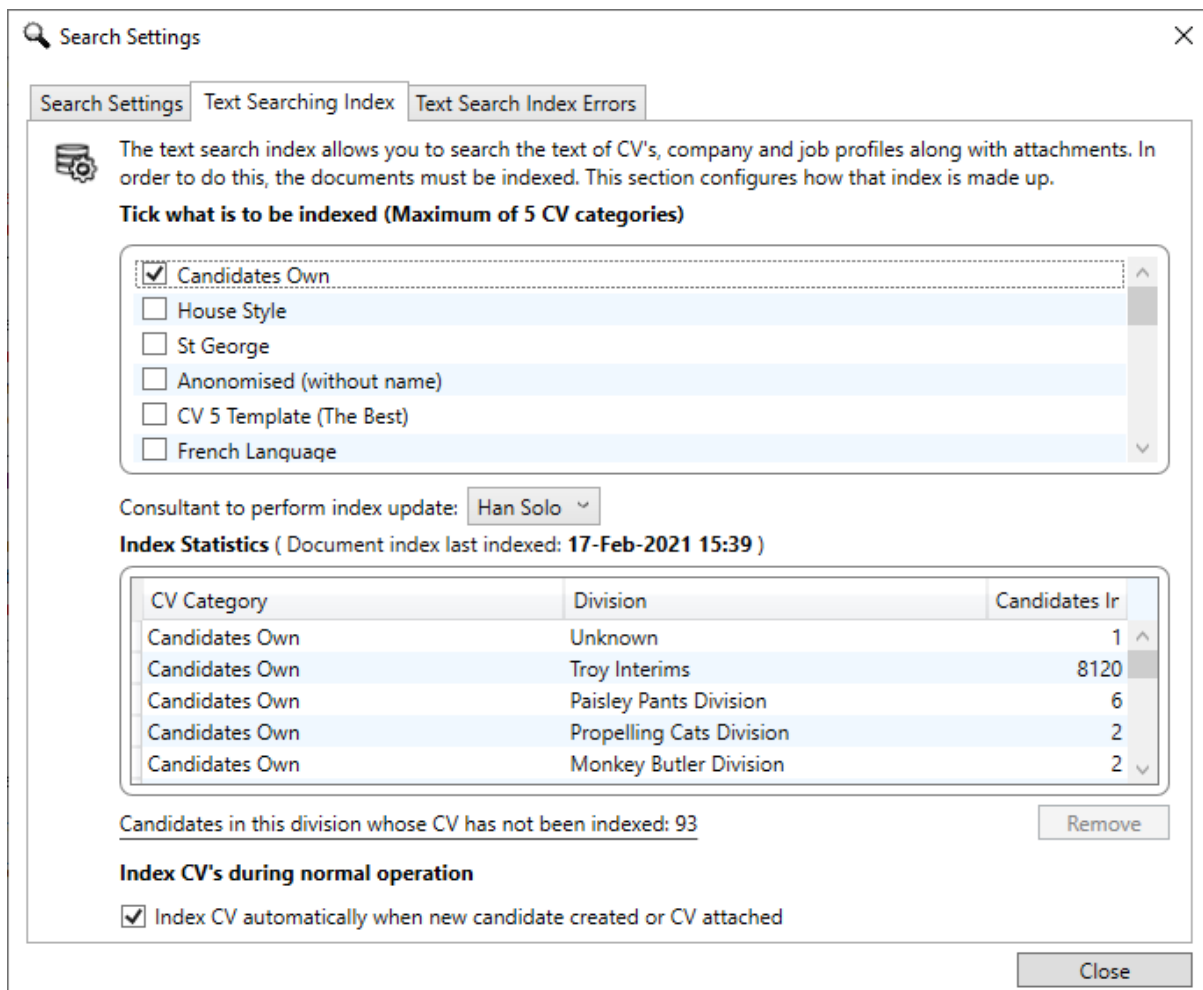 Search Settings
Search Settings Text Searching Index Text Search Index Errors
The text search index allows you to search the text of CV's, company and job profiles along with attachments. In
order to do this, the documents must be indexed. This section configures how that index is made up.
Tick what is to be indexed (Maximum of 5 CV categories)
Candidates Own
House Style
St George
Anonomised (without name)
CV 5 Template (The Best)
French Language
Consultant to perform index update: Han Solo
Index Statistics ( Document index last indexed: 17-Feb-2021 15:39 )
CV Category Division Candidates Ir
Candidates Own Unknown 1
Candidates Own Troy Interims 8120
Candidates Own Paisley Pants Division 6
Candidates Own Propelling Cats Division 2
Candidates Own Monkey Butler Division 2
Candidates in this division whose CV has not been indexed: 93
Remove
Index CV's during normal operation
Index CV automatically when new candidate created or CV attached
Close